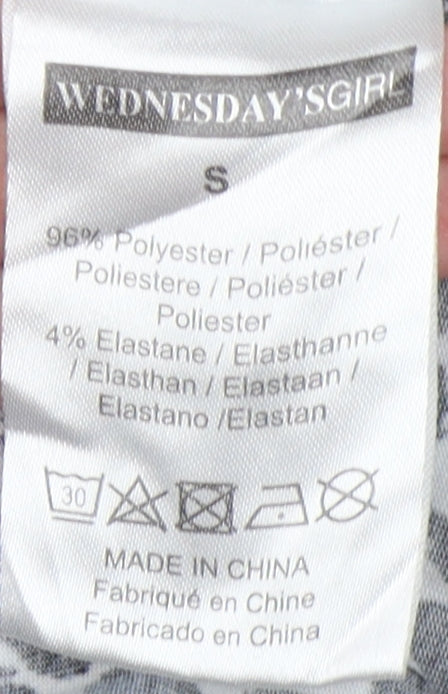 WEDNESDAY'SGIRL
S
96% Polyester / Poliéster /
Poliestere / Poliéster /
Poliester
4% Elastane / Elasthanne
/ Elasthan / Elastaan /
Elastano /Elastan
30
MADE IN CHINA
Fabriqué en Chine
Fabricado en China